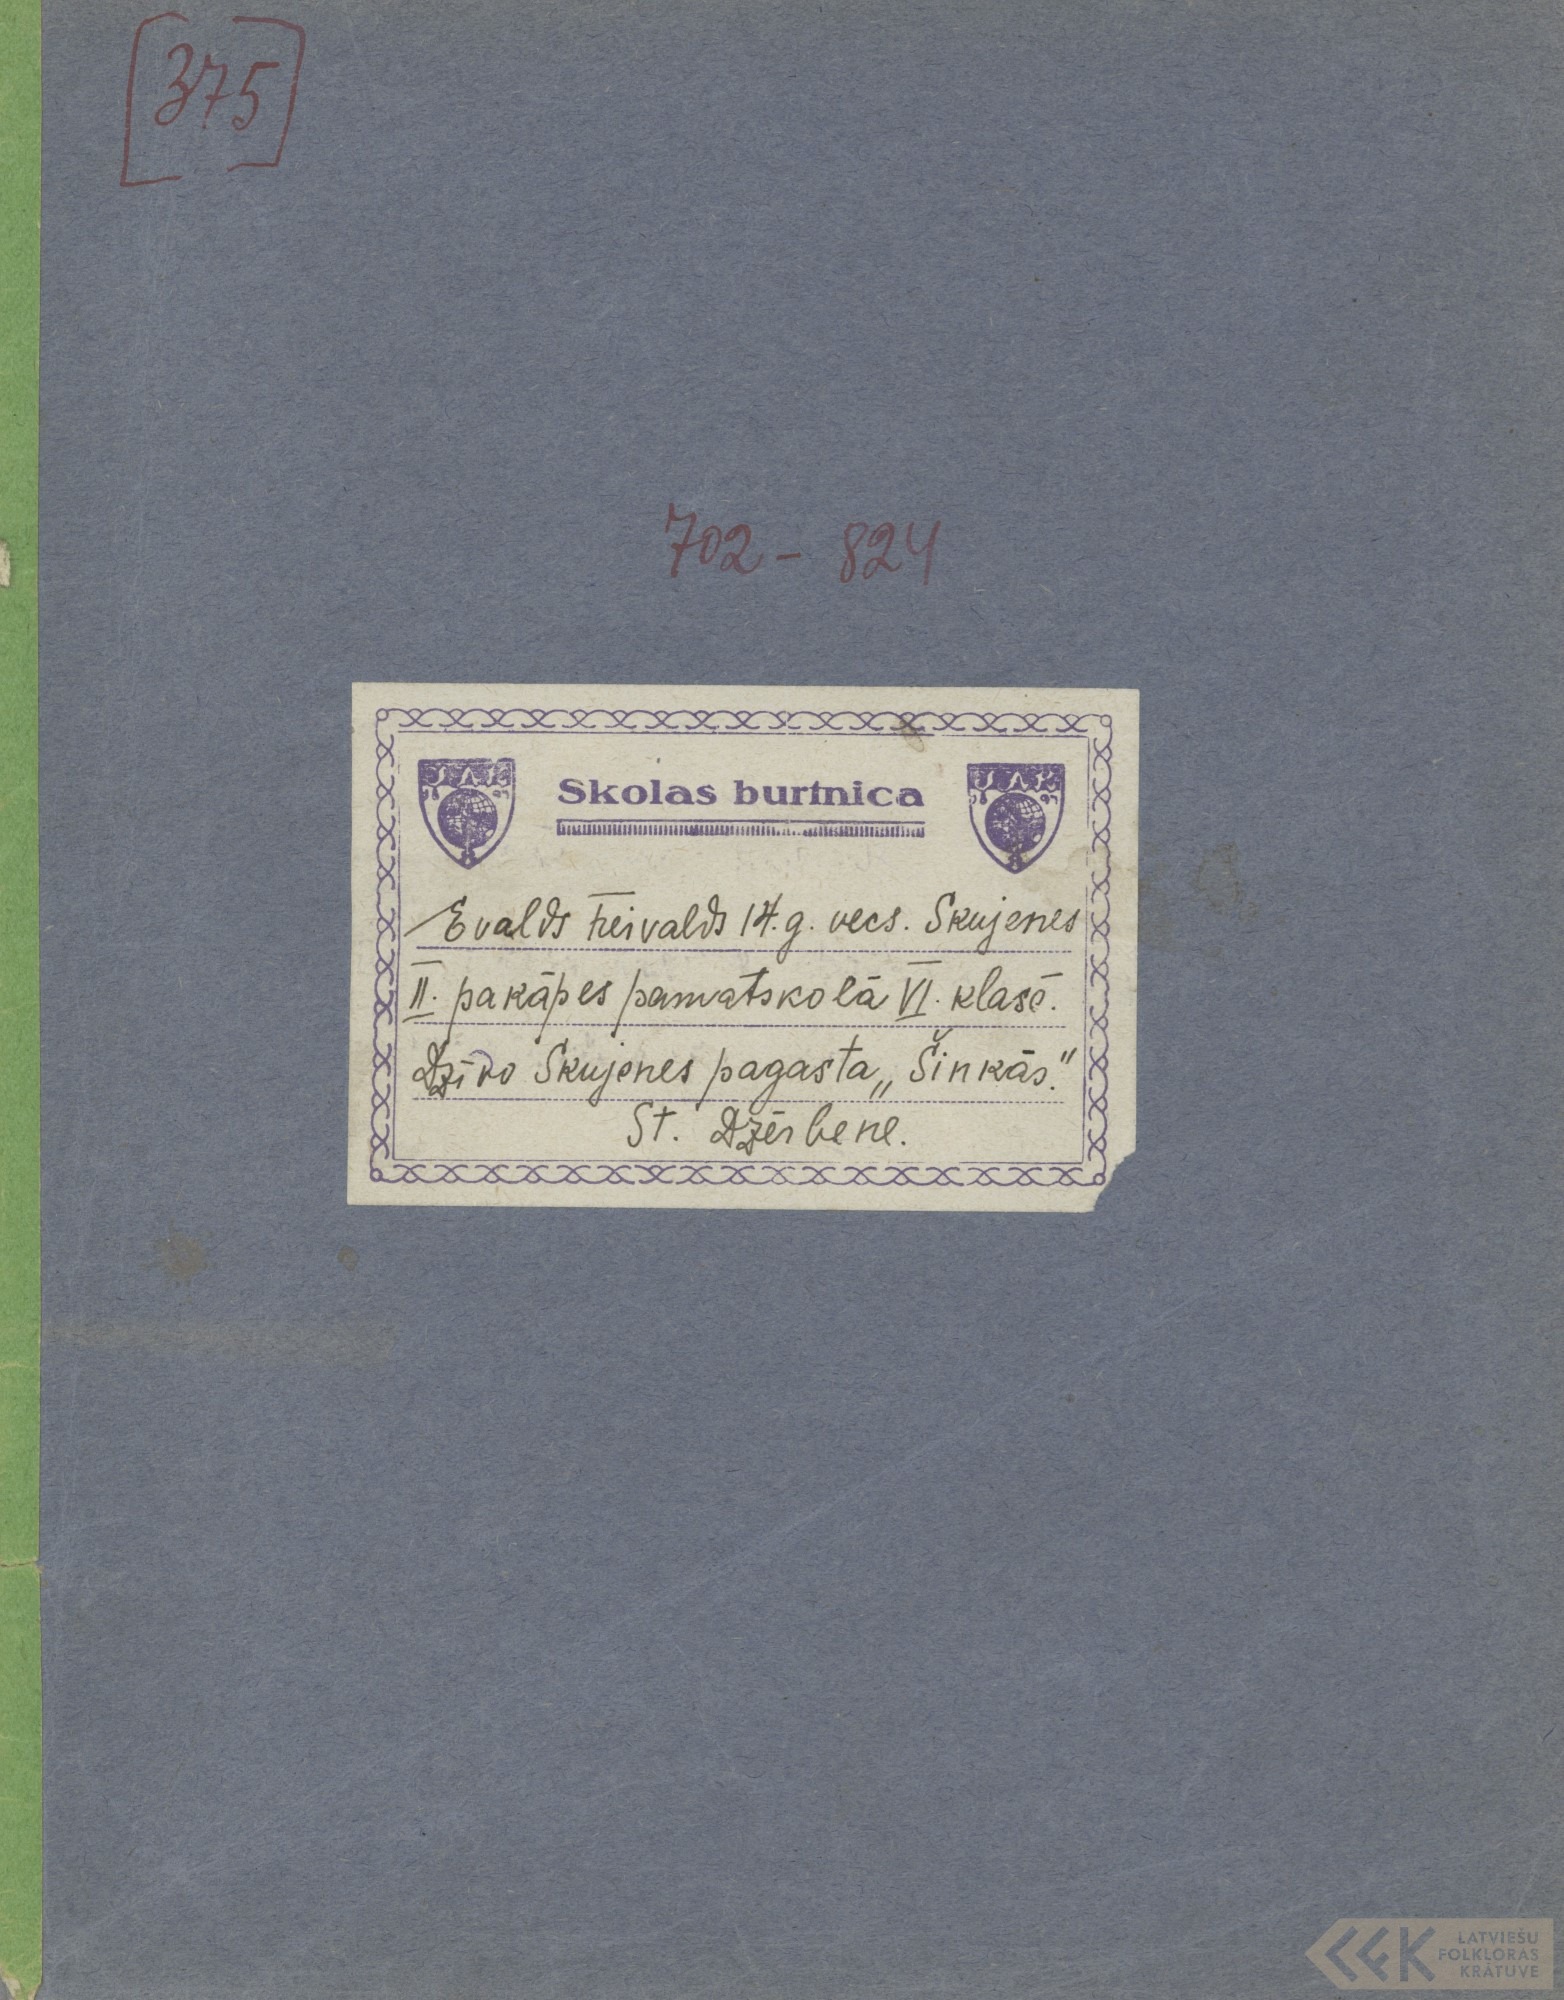 [375]
702 - 824
Skolas burtnica
Evalds Freivalds 14. g. vecs. Skujenes
II. pakāpes pamatskolā VI. klasē.
Dzīvo Skujenes pagasta „Šinkās."
St. Dzērbene.
LATVIEŠU
FOLKLORAS
KRĀTUVE